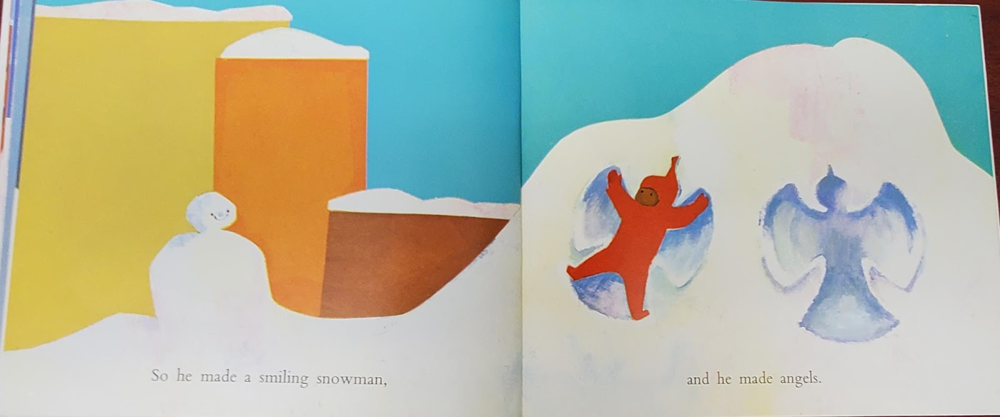 So he made a smiling snowman,
and he made angels.